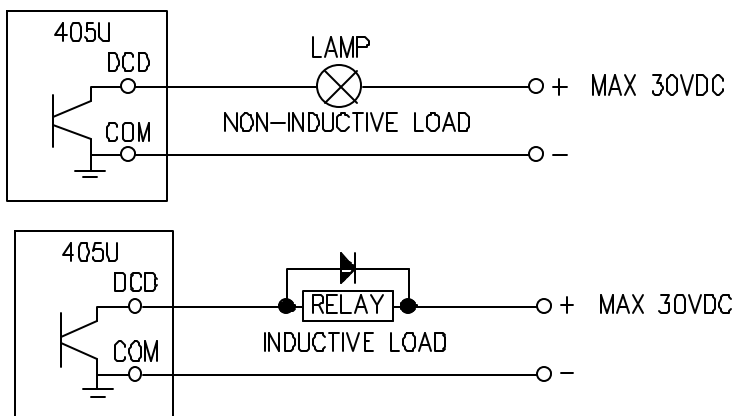 405U
DCD
LAMP
+ MAX 30VDC
COM
NON-INDUCTIVE LOAD
−
405U
DCD
RELAY
+ MAX 30VDC
INDUCTIVE LOAD
COM
−